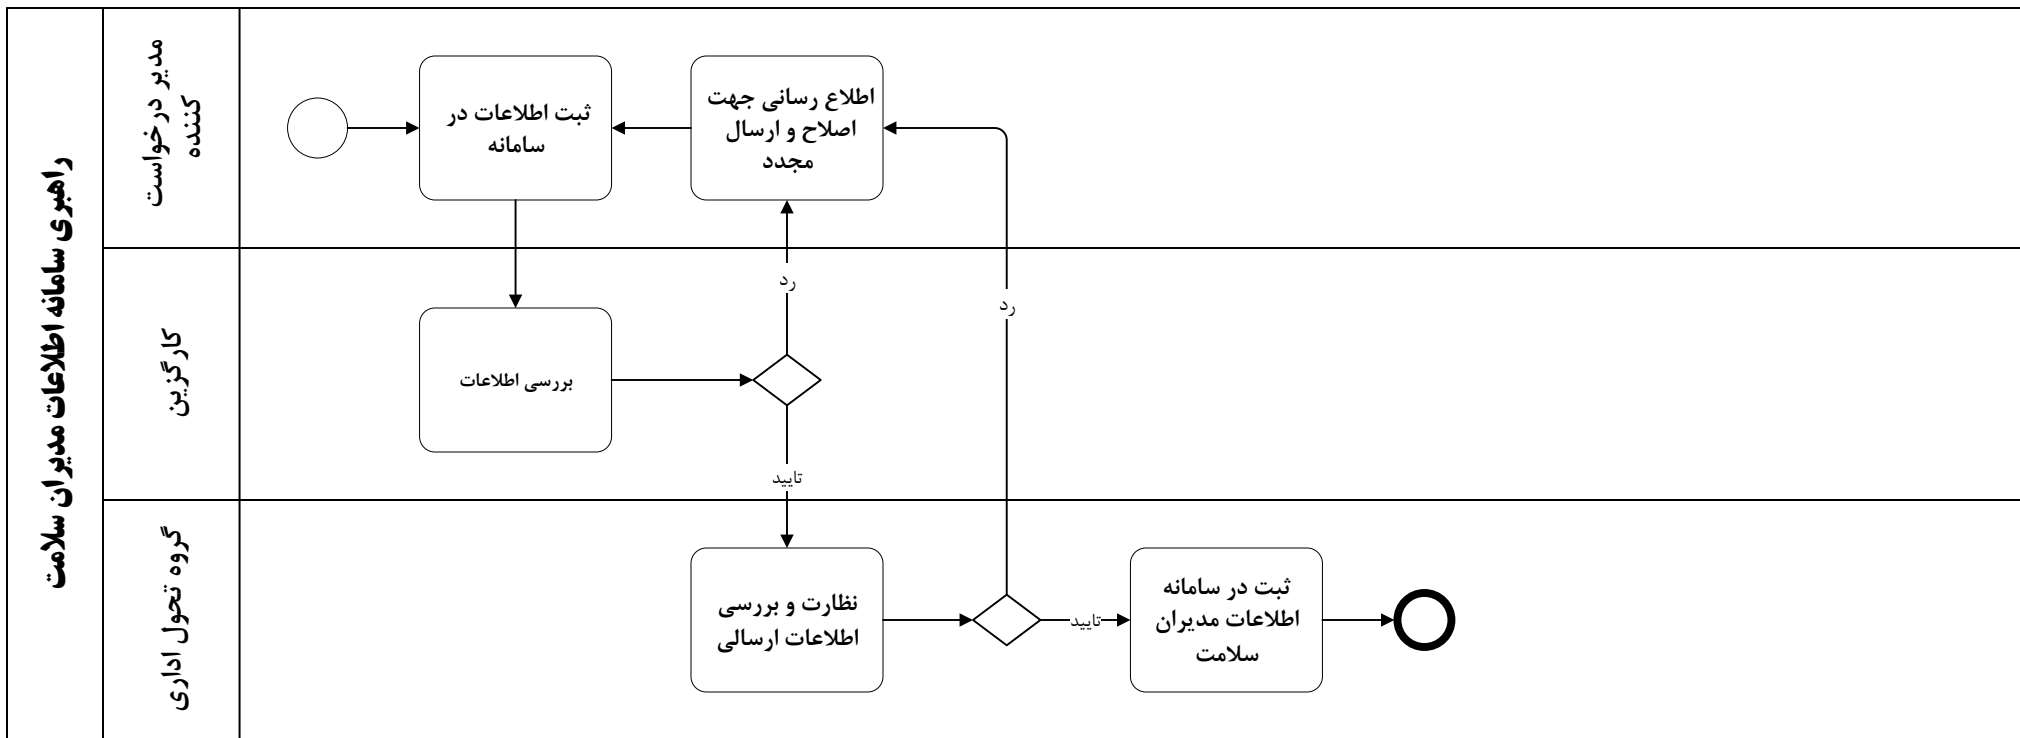 راهبری سامانه اطلاعات مدیران سلامت
مدیر درخواست
کننده
ثبت اطلاعات در
سامانه
اطلاع رسانی جهت
اصلاح و ارسال
مجدد
کارگزین
بررسی اطلاعات
رد
رد
تایید
گروه تحول اداری
نظارت و بررسی
اطلاعات ارسالی
تایید
ثبت در سامانه
اطلاعات مدیران
سلامت